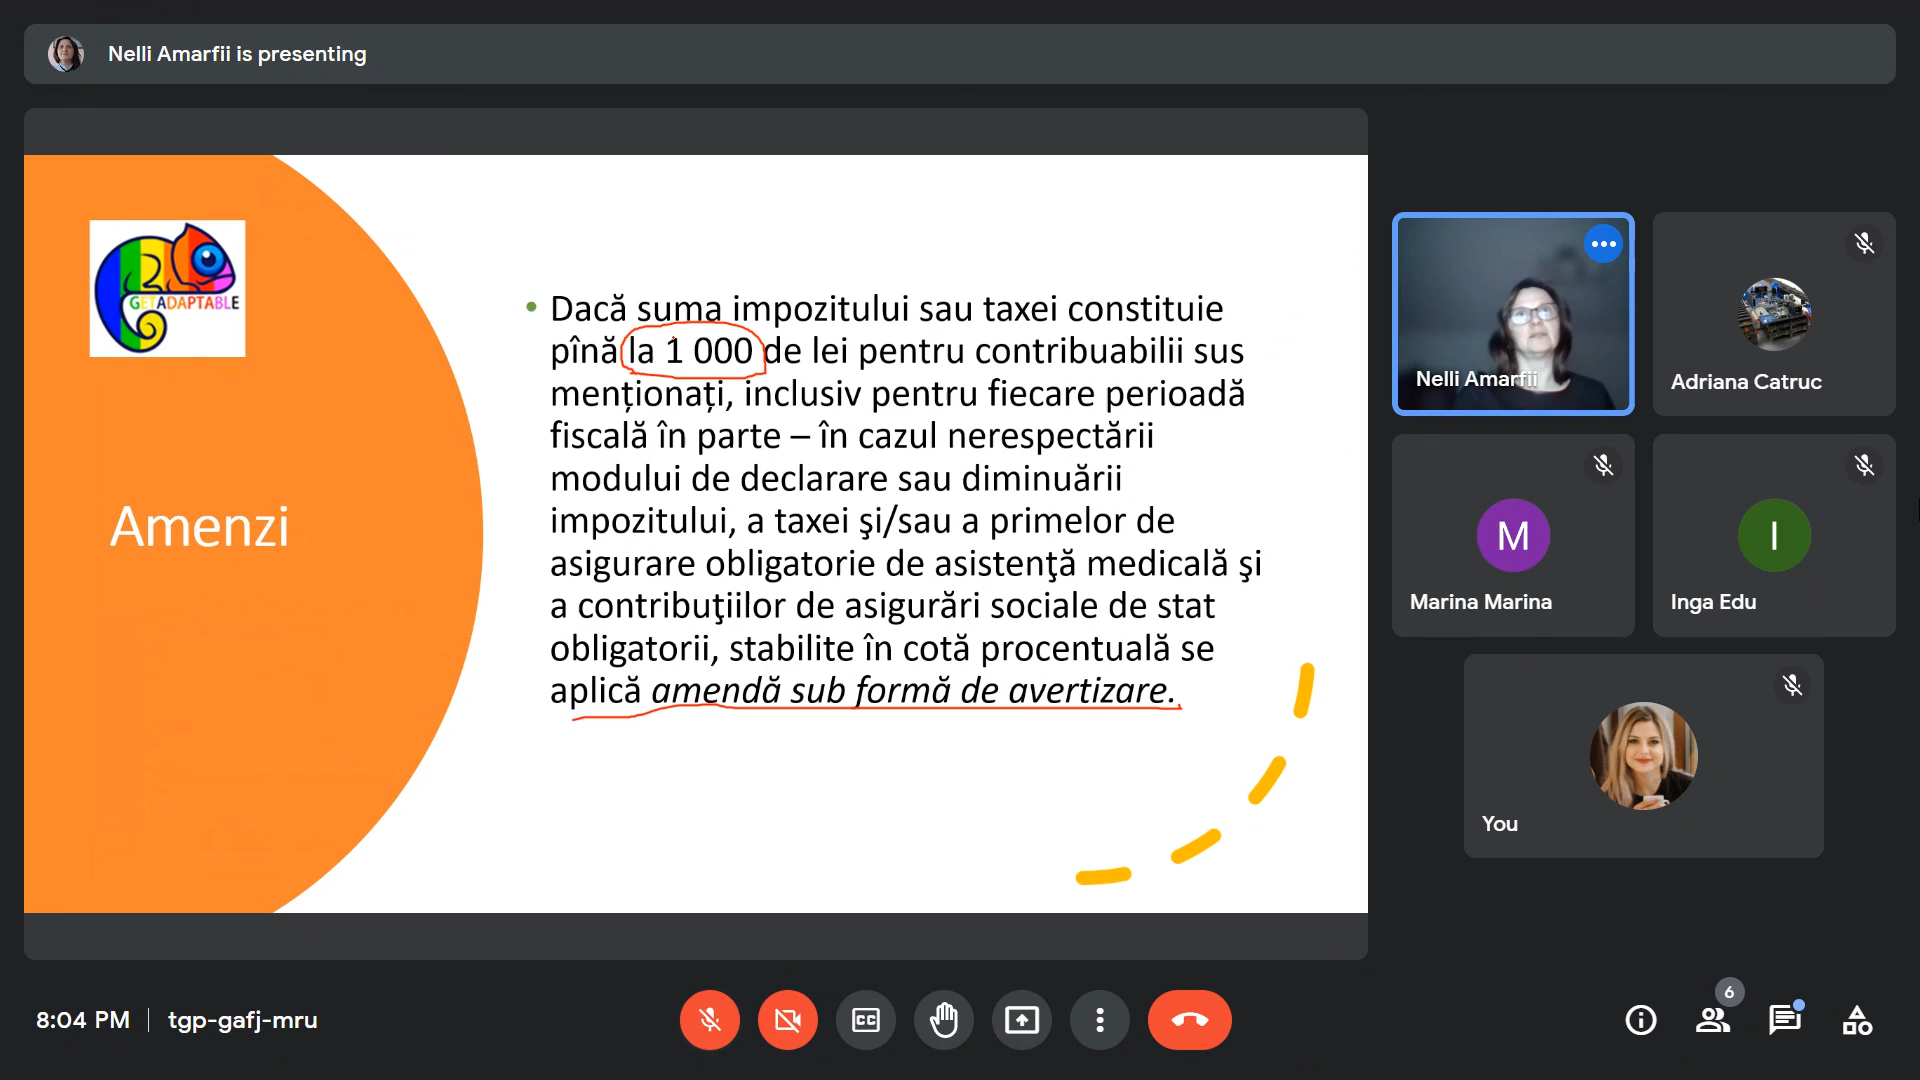 Nelli Amarfii is presenting
GETADAPTABLE
Amenzi
• Dacă suma impozitului sau taxei constituie
pînă la 1 000 de lei pentru contribuabilii sus
menționați, inclusiv pentru fiecare perioadă
fiscală în parte – în cazul nerespectării
modului de declarare sau diminuării
impozitului, a taxei şi/sau a primelor de
asigurare obligatorie de asistenţă medicală şi
a contribuţiilor de asigurări sociale de stat
obligatorii, stabilite în cotă procentuală se
aplică amendă sub formă de avertizare.
Nelli Amarfii
Adriana Catruc
M
Marina Marina
I
Inga Edu
You
8:04 PM | tgp-gafj-mru
CC
6